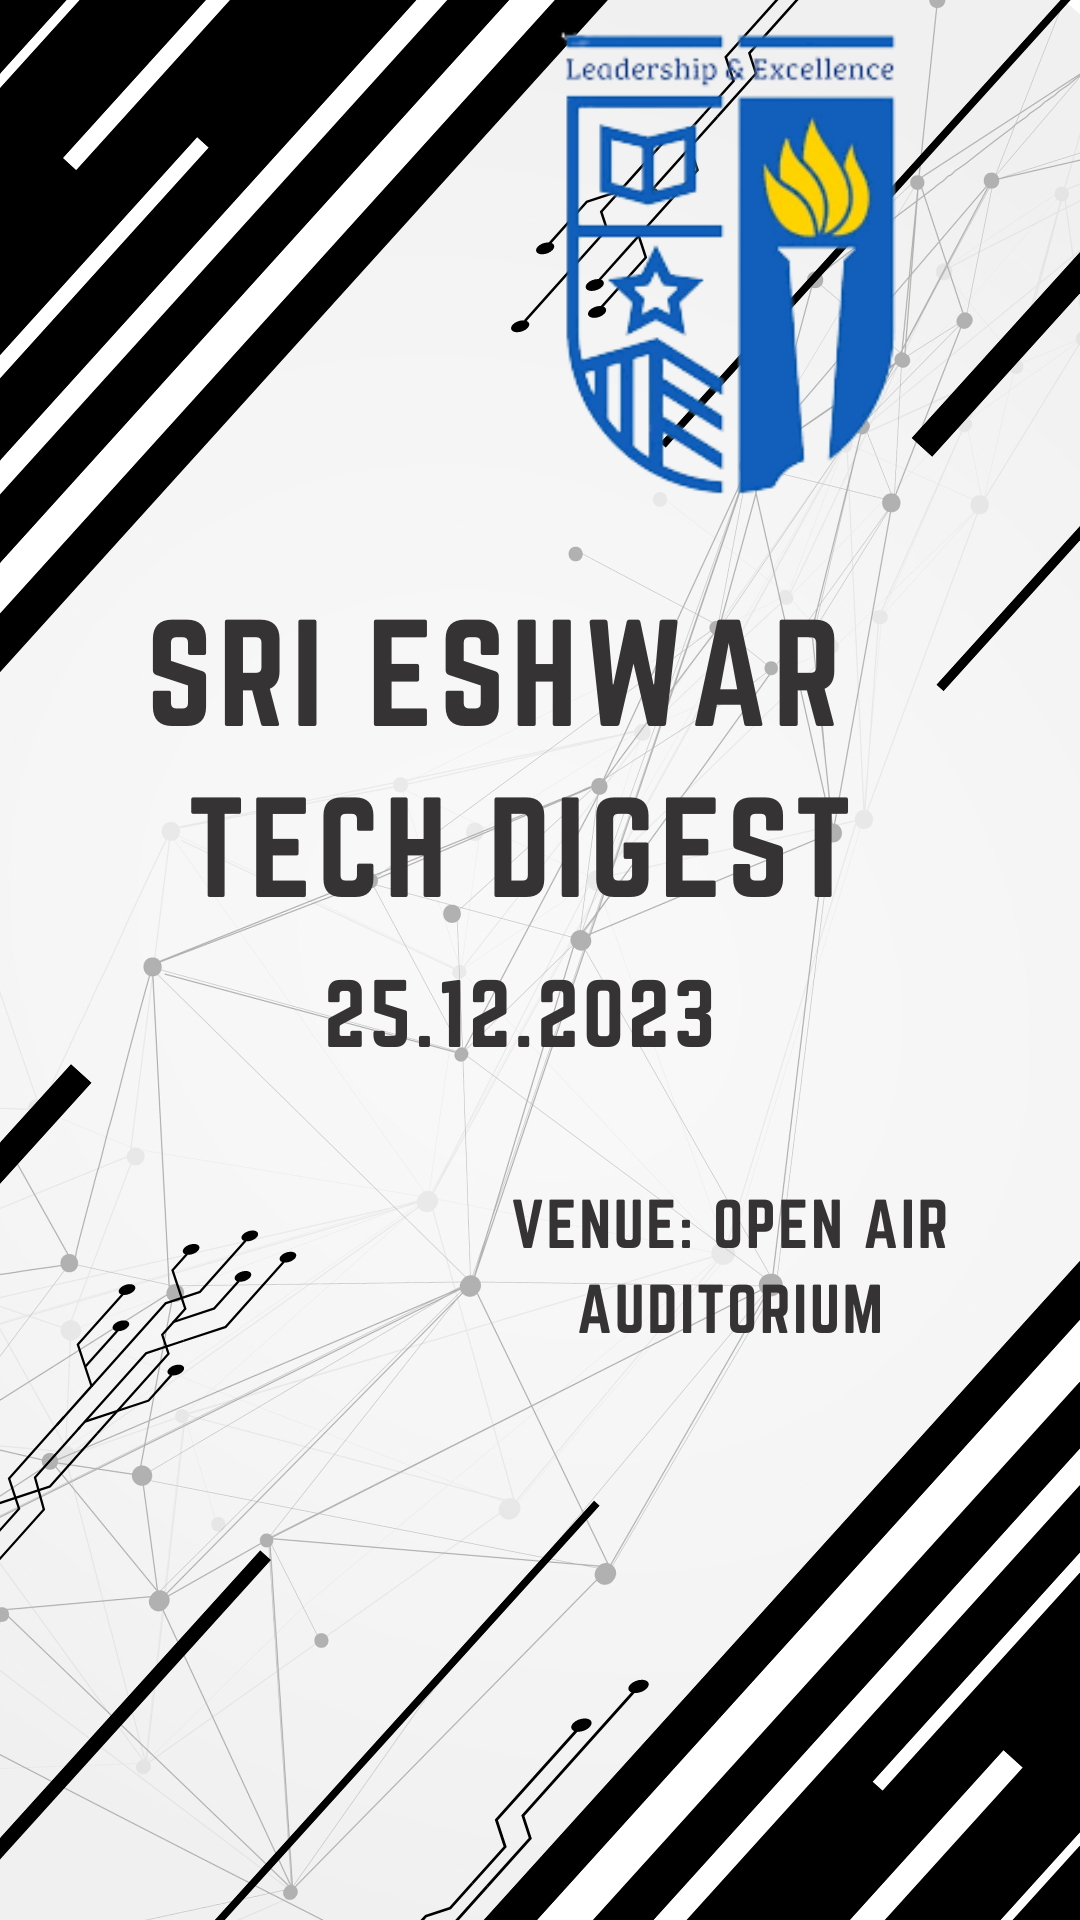 Leadership & Excellence
SRI ESHWAR
TECH DIGEST
25.12.2023
VENUE: OPEN AIR
AUDITORIUM